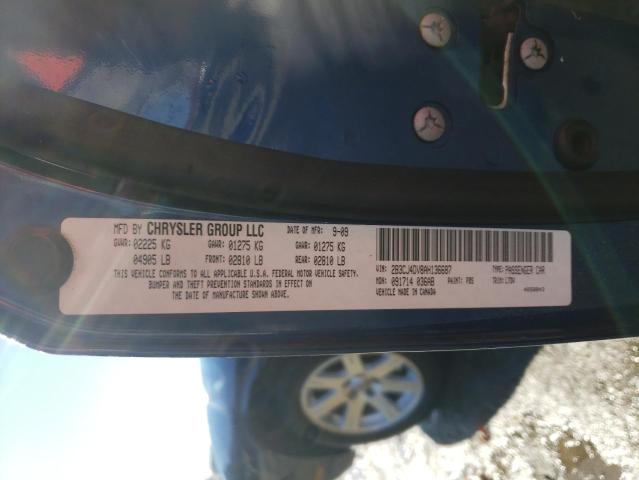 MFD BY CHRYSLER GROUP LLC DATE OF MFR 9-09
GVWR: 02225 KG GAWR: 01275 KG GAWR: 01275 KG
04905 LB FRONT: 02810 LB REAR: 02810 LB
THIS VEHICLE CONFORMS TO ALL APPLICABLE U.S.A. FEDERAL MOTOR VEHICLE SAFETY,
BUMPER AND THEFT PREVENTION STANDARDS IN EFFECT ON
THE DATE OF MANUFACTURE SHOWN ABOVE.
VIN: 2B3CJ4DV8AH136687 TYPE: PASSENGER CAR
MDH: 091714 036AB PAINT: PBS TRIM: L7DV
VEHICLE MADE IN CANADA